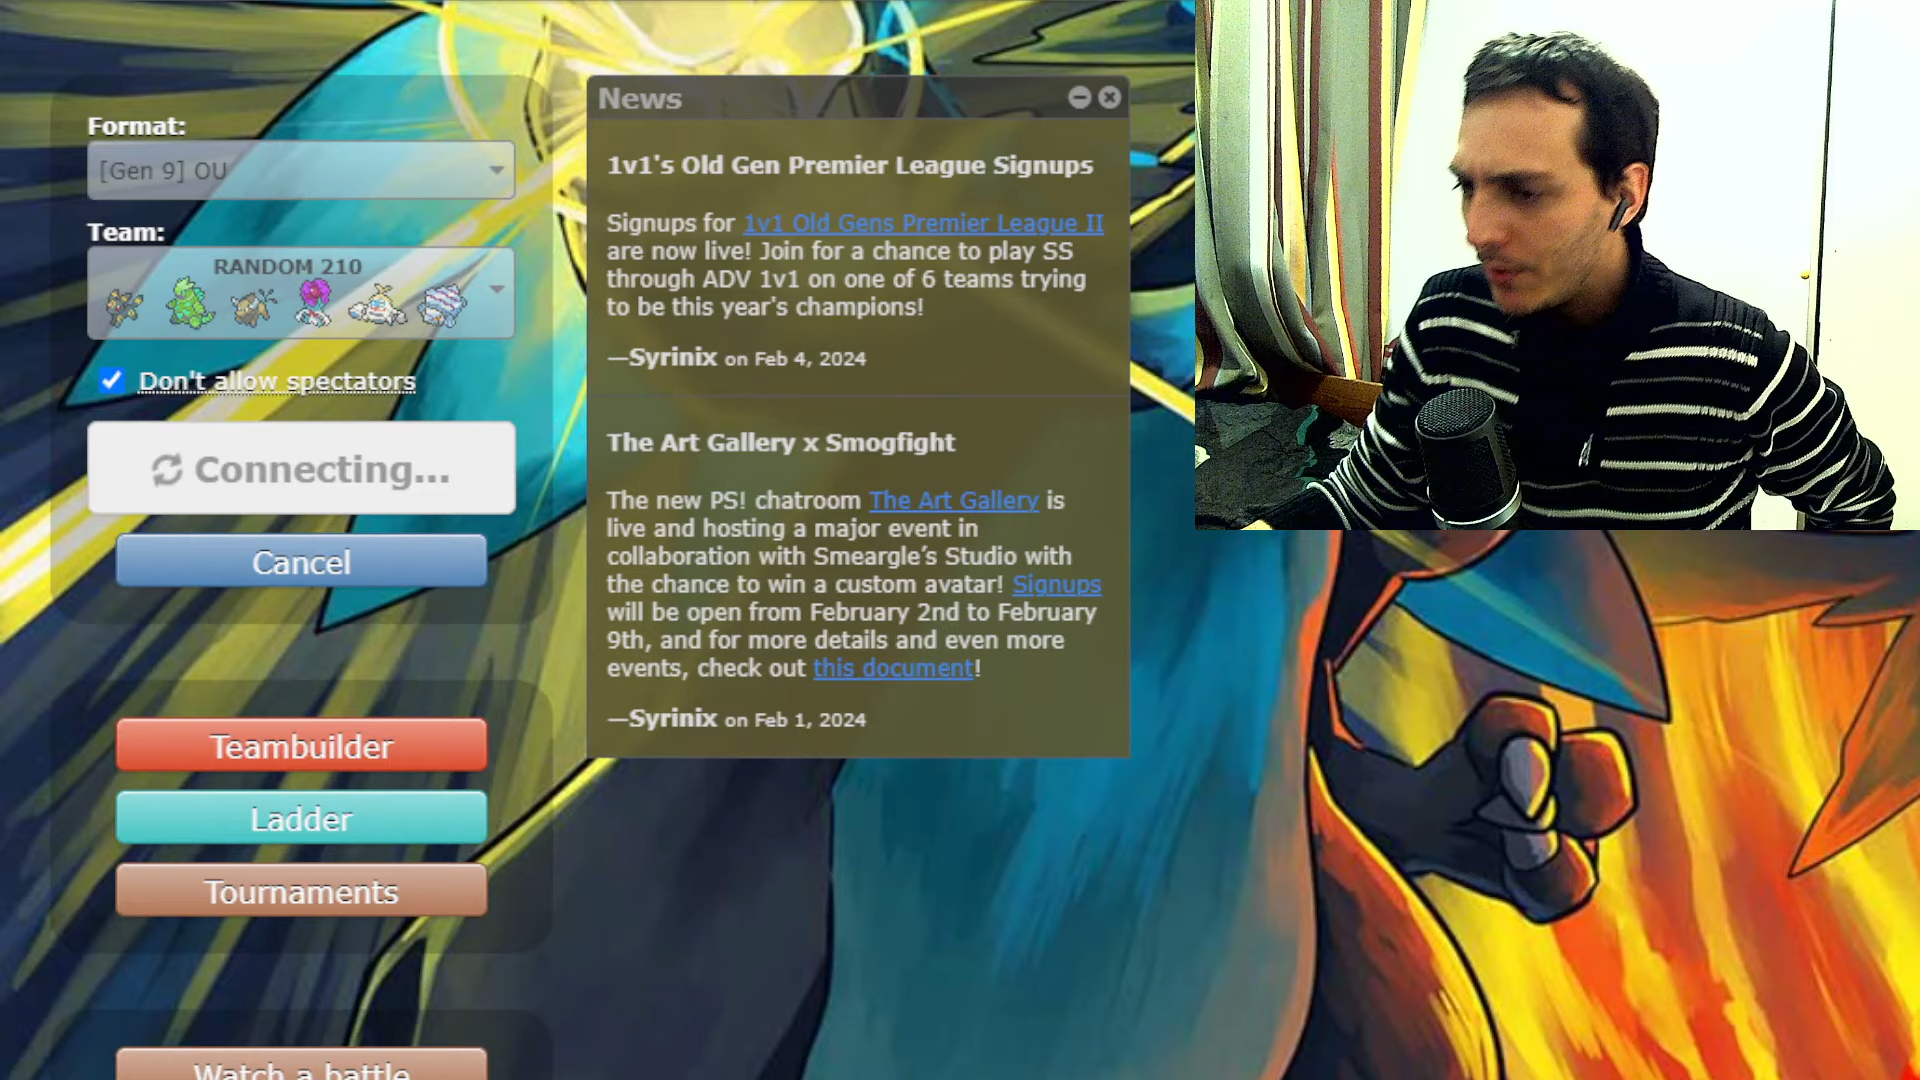 Format:
[Gen 9] OU
Team:
RANDOM 210
Don't allow spectators
Connecting...
Cancel
Teambuilder
Ladder
Tournaments
Watch a battle
News
1v1's Old Gen Premier League Signups
Signups for 1v1 Old Gens Premier League II
are now live! Join for a chance to play SS
through ADV 1v1 on one of 6 teams trying
to be this year's champions!
—Syrinix on Feb 4, 2024
The Art Gallery x Smogfight
The new PS! chatroom The Art Gallery is
live and hosting a major event in
collaboration with Smeargle’s Studio with
the chance to win a custom avatar! Signups
will be open from February 2nd to February
9th, and for more details and even more
events, check out this document!
—Syrinix on Feb 1, 2024